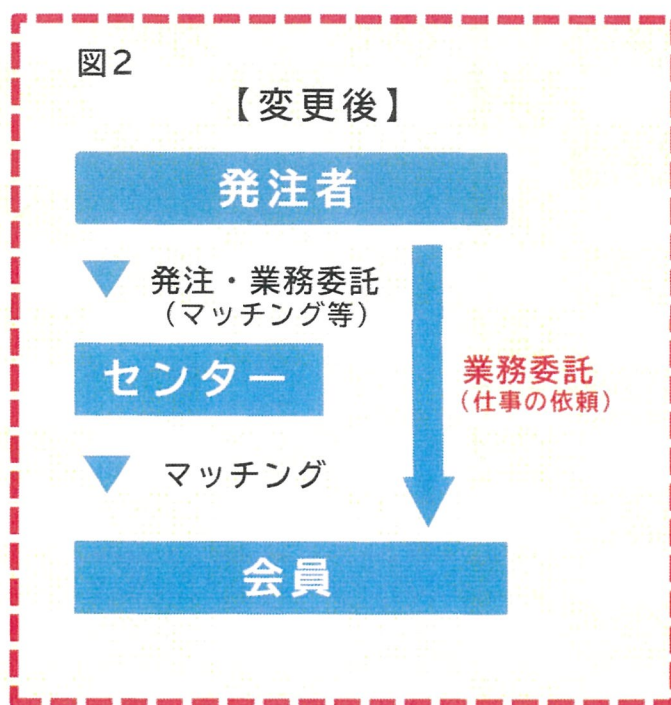 図2
【変更後】
発注者
発注・業務委託
（マッチング等）
センター
業務委託
（仕事の依頼）
マッチング
会員